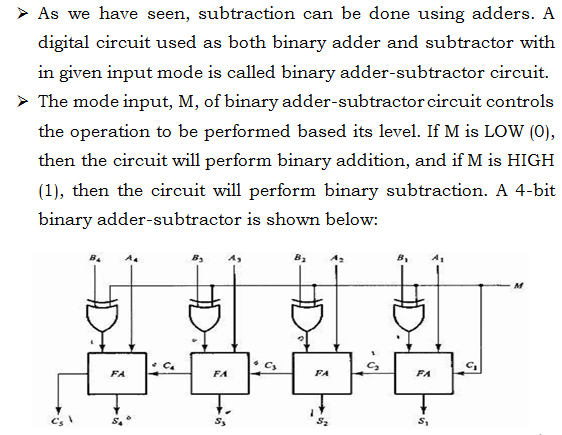 ➢ As we have seen, subtraction can be done using adders. A
digital circuit used as both binary adder and subtractor with
in given input mode is called binary adder-subtractor circuit.
➢ The mode input, M, of binary adder-subtractor circuit controls
the operation to be performed based its level. If M is LOW (0),
then the circuit will perform binary addition, and if M is HIGH
(1), then the circuit will perform binary subtraction. A 4-bit
binary adder-subtractor is shown below:
B₄ A₄ B₃ A₃ B₂ A₂ B₁ A₁
M
C₄ C₃ C₂ C₁
FA FA FA FA
C₅ S₄ S₃ S₂ S₁